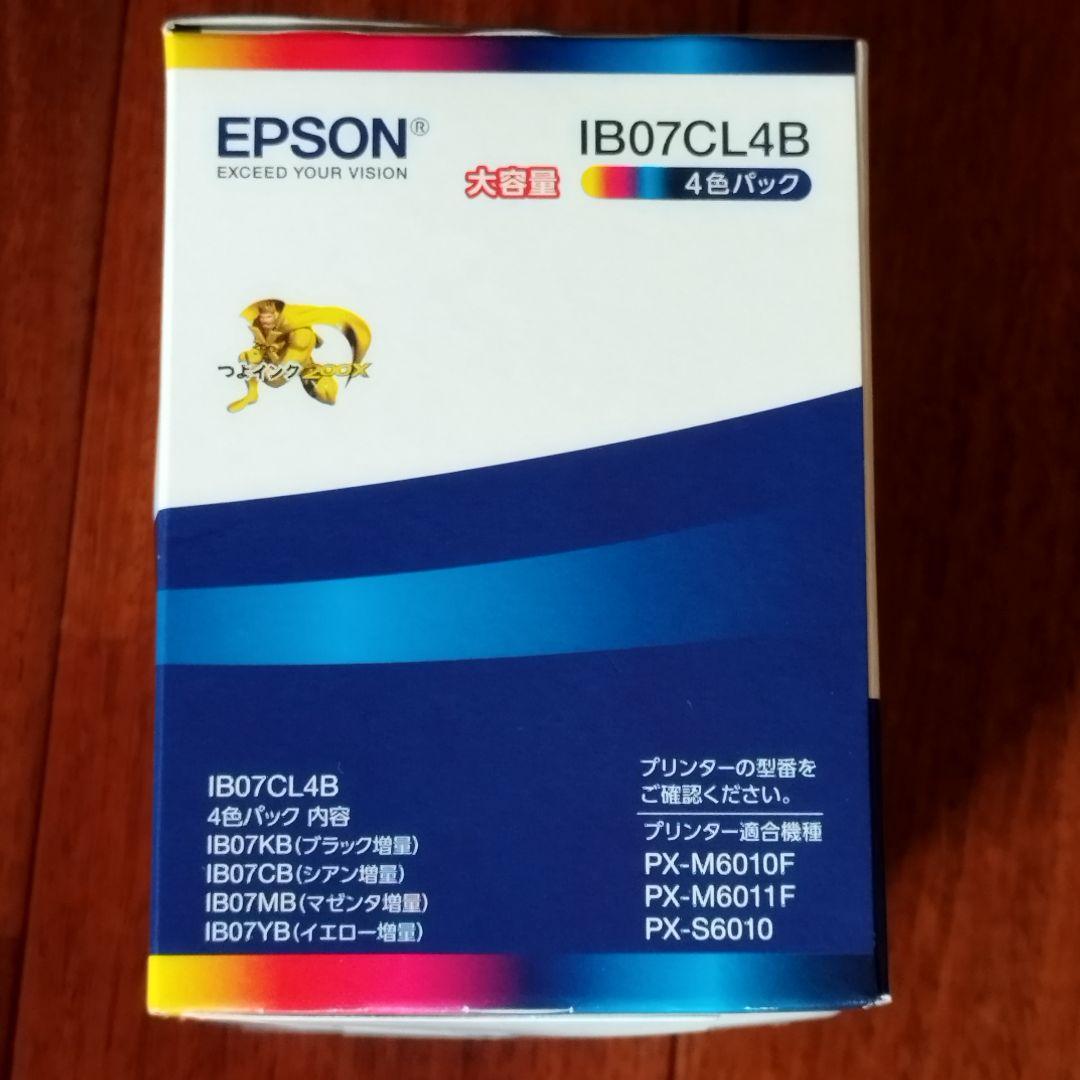 EPSON®
EXCEED YOUR VISION
IB07CL4B
大容量
4色パック
つよインク200X
IB07CL4B
4色パック 内容
IB07KB(ブラック増量)
IB07CB(シアン増量)
IB07MB(マゼンタ増量)
IB07YB(イエロー増量)
プリンターの型番を
ご確認ください。
プリンター適合機種
PX-M6010F
PX-M6011F
PX-S6010